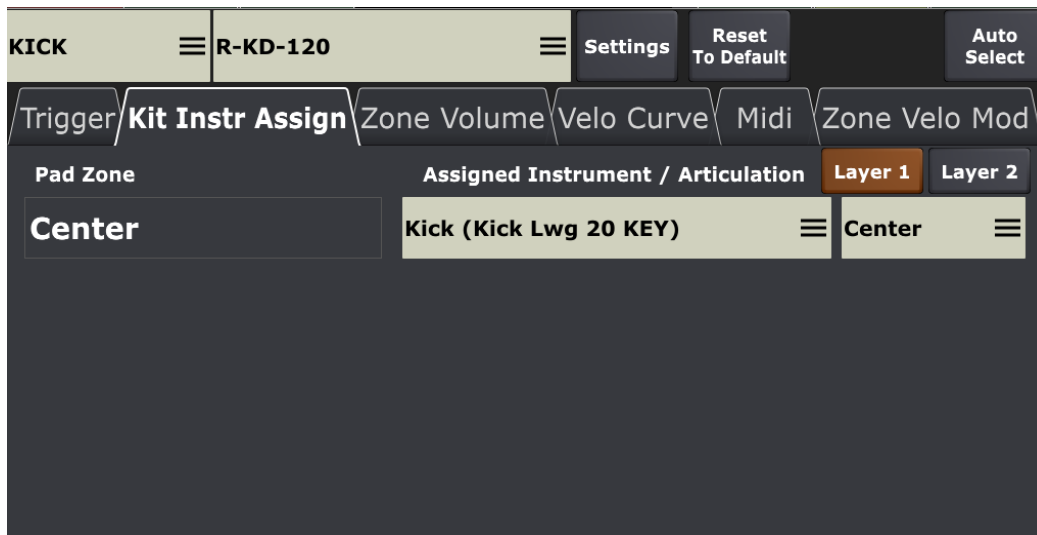 KICK R-KD-120 Settings Reset To Default Auto Select
Trigger Kit Instr Assign Zone Volume Velo Curve Midi Zone Velo Mod
Pad Zone Assigned Instrument / Articulation Layer 1 Layer 2
Center Kick (Kick Lwg 20 KEY) Center